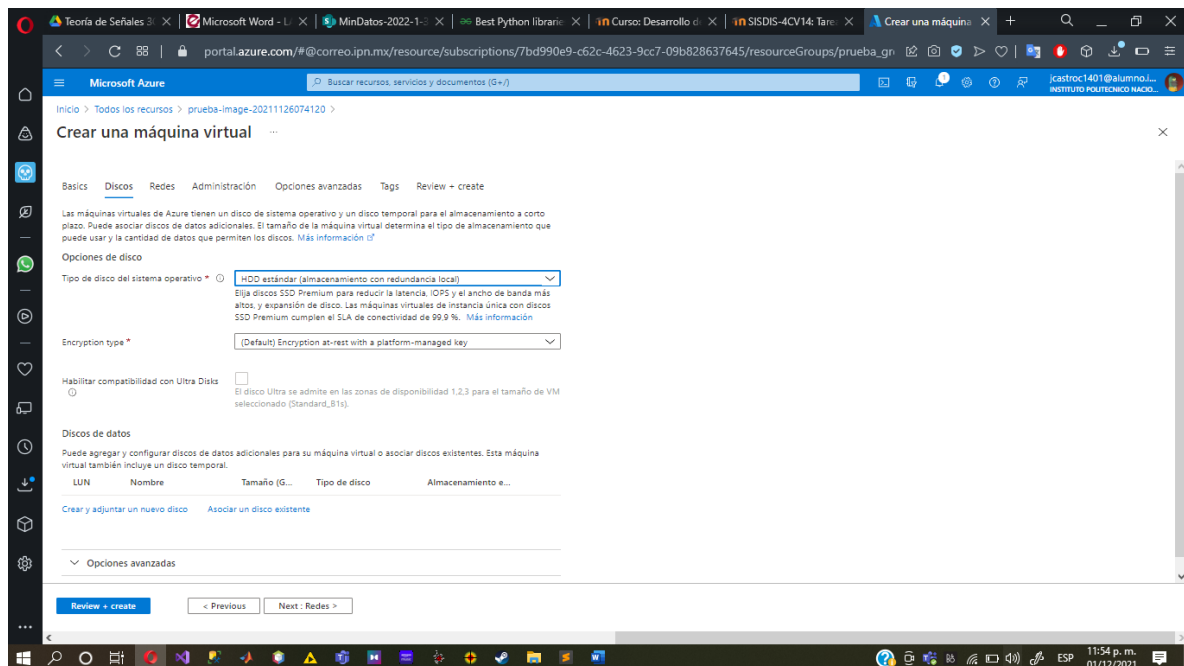 Teoría de Señales 3(
Microsoft Word - L/
MinDatos-2022-1-3
Best Python librarie
Curso: Desarrollo d
SISDIS-4CV14: Tare
Crear una máquina
portal.azure.com/#@correo.ipn.mx/resource/subscriptions/7bd990e9-c62c-4623-9cc7-09b828637645/resourceGroups/prueba_gr
Microsoft Azure
Buscar recursos, servicios y documentos (G+/)
1
jcastroc1401@alumno.i...
INSTITUTO POLITECNICO NACIO...
Inicio > Todos los recursos > prueba-image-20211126074120 >
Crear una máquina virtual ...
Basics Discos Redes Administración Opciones avanzadas Tags Review + create
Las máquinas virtuales de Azure tienen un disco de sistema operativo y un disco temporal para el almacenamiento a corto
plazo. Puede asociar discos de datos adicionales. El tamaño de la máquina virtual determina el tipo de almacenamiento que
puede usar y la cantidad de datos que permiten los discos. Más información
Opciones de disco
Tipo de disco del sistema operativo *
HDD estándar (almacenamiento con redundancia local)
Elija discos SSD Premium para reducir la latencia, IOPS y el ancho de banda más
altos, y expansión de disco. Las máquinas virtuales de instancia única con discos
SSD Premium cumplen el SLA de conectividad de 99,9 %. Más información
Encryption type *
(Default) Encryption at-rest with a platform-managed key
Habilitar compatibilidad con Ultra Disks
El disco Ultra se admite en las zonas de disponibilidad 1,2,3 para el tamaño de VM
seleccionado (Standard_B1s).
Discos de datos
Puede agregar y configurar discos de datos adicionales para su máquina virtual o asociar discos existentes. Esta máquina
virtual también incluye un disco temporal.
LUN Nombre Tamaño (G... Tipo de disco Almacenamiento e...
Crear y adjuntar un nuevo disco Asociar un disco existente
Opciones avanzadas
Review + create
< Previous
Next : Redes >
ESP
11:54 p. m.
01/12/2021